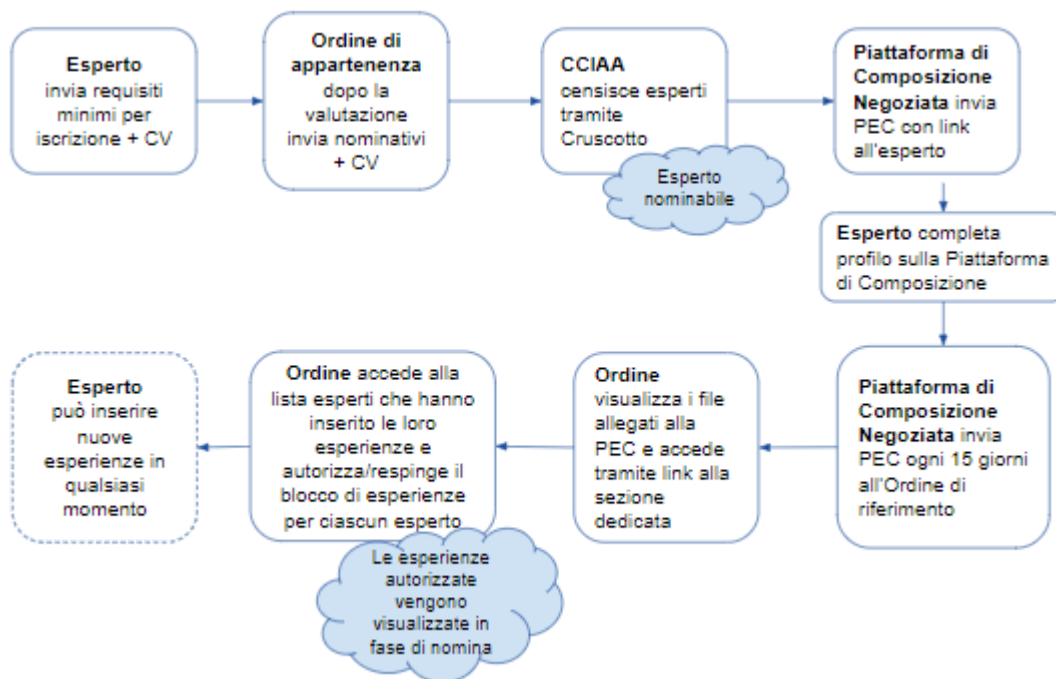 Esperto
invia requisiti
minimi per
iscrizione + CV
Ordine di
appartenenza
dopo la
valutazione
invia nominativi
+ CV
CCIAA
censisce esperti
tramite
Cruscotto
Esperto
nominabile
Piattaforma di
Composizione
Negoziata invia
PEC con link
all'esperto
Esperto completa
profilo sulla Piattaforma
di Composizione
Piattaforma di
Composizione
Negoziata invia
PEC ogni 15 giorni
all'Ordine di
riferimento
Ordine
visualizza i file
allegati alla
PEC e accede
tramite link alla
sezione
dedicata
Ordine accede alla
lista esperti che hanno
inserito le loro
esperienze e
autorizza/respinge il
blocco di esperienze
per ciascun esperto
Le esperienze
autorizzate
vengono
visualizzate in
fase di nomina
Esperto
può inserire
nuove
esperienze in
qualsiasi
momento